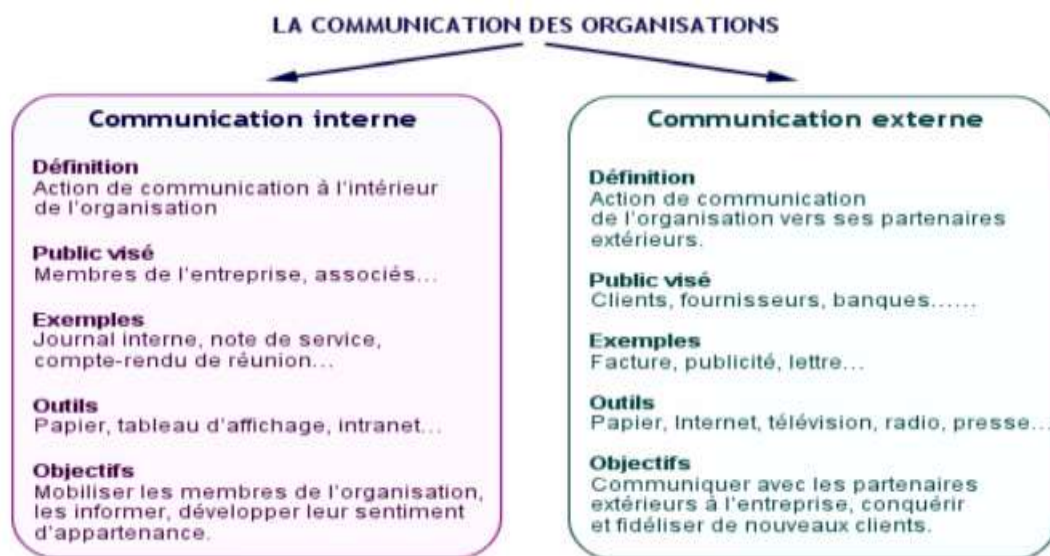 LA COMMUNICATION DES ORGANISATIONS
Communication interne
Définition
Action de communication à l'intérieur
de l'organisation
Public visé
Membres de l'entreprise, associés...
Exemples
Journal interne, note de service,
compte-rendu de réunion...
Outils
Papier, tableau d'affichage, intranet...
Objectifs
Mobiliser les membres de l'organisation,
les informer, développer leur sentiment
d'appartenance.
Communication externe
Définition
Action de communication
de l'organisation vers ses partenaires
extérieurs.
Public visé
Clients, fournisseurs, banques......
Exemples
Facture, publicité, lettre...
Outils
Papier, Internet, télévision, radio, presse...
Objectifs
Communiquer avec les partenaires
extérieurs à l'entreprise, conquérir
et fidéliser de nouveaux clients.